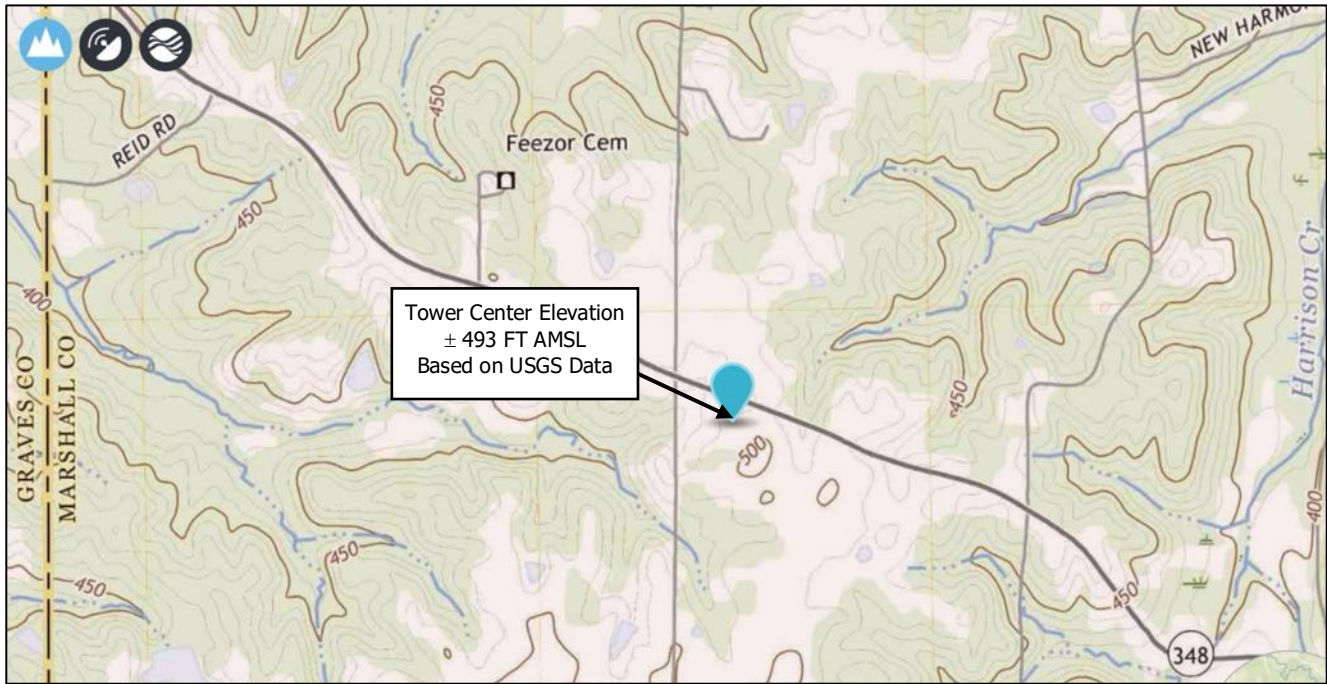 NEW HARMO
450
REID RD
Feezor Cem
450
450
Harrison Cr
400
Tower Center Elevation
± 493 FT AMSL
Based on USGS Data
450
GRAVES CO
MARSHALL CO
500
400
450
450
450
450
348